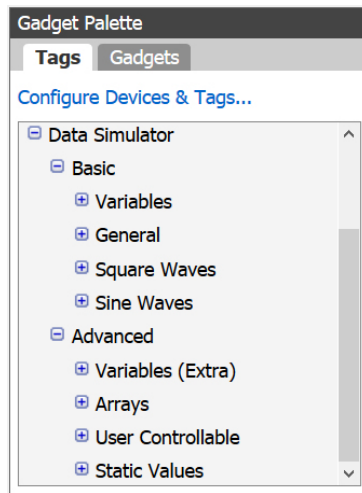 Gadget Palette
Tags Gadgets
Configure Devices & Tags...
Data Simulator
Basic
Variables
General
Square Waves
Sine Waves
Advanced
Variables (Extra)
Arrays
User Controllable
Static Values